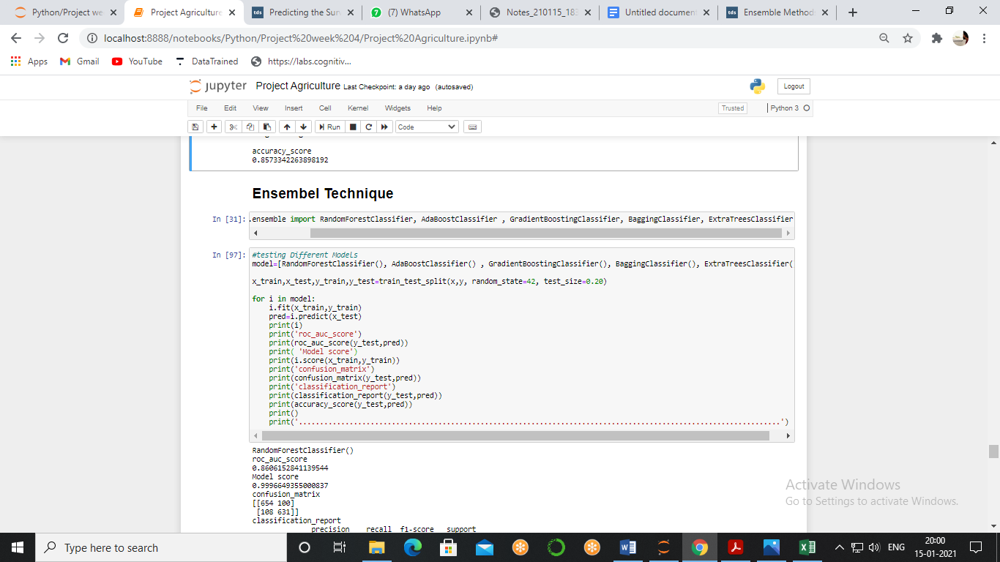 Python/Project we
Project Agriculture
Predicting the Sur
(7) WhatsApp
Notes_210115_183
Untitled document
Ensemble Method
localhost:8888/notebooks/Python/Project%20week%204/Project%20Agriculture.ipynb#
Apps
Gmail
YouTube
DataTrained
https://labs.cognitiv...
jupyter Project Agriculture Last Checkpoint: a day ago (autosaved)
Logout
File Edit View Insert Cell Kernel Widgets Help
Trusted
Python 3
Run
Code
accuracy_score
0.8573342263898192
Ensembel Technique
In [31]: .ensemble import RandomForestClassifier, AdaBoostClassifier , GradientBoostingClassifier, BaggingClassifier, ExtraTreesClassifier
In [97]: #testing Different Models
model=[RandomForestClassifier(), AdaBoostClassifier() , GradientBoostingClassifier(), BaggingClassifier(), ExtraTreesClassifier(
x_train,x_test,y_train,y_test=train_test_split(x,y, random_state=42, test_size=0.20)
for i in model:
i.fit(x_train,y_train)
pred=i.predict(x_test)
print(i)
print('roc_auc_score')
print(roc_auc_score(y_test,pred))
print( 'Model score')
print(i.score(x_train,y_train))
print('confusion_matrix')
print(confusion_matrix(y_test,pred))
print('classification_report')
print(classification_report(y_test,pred))
print(accuracy_score(y_test,pred))
print()
print('...................................................................................................................')
RandomForestClassifier()
roc_auc_score
0.8606152841139544
Model score
0.9996649355000837
confusion_matrix
[[654 100]
[108 631]]
classification_report
precision recall f1-score support
Activate Windows
Go to Settings to activate Windows.
Type here to search
ENG
20:00
15-01-2021